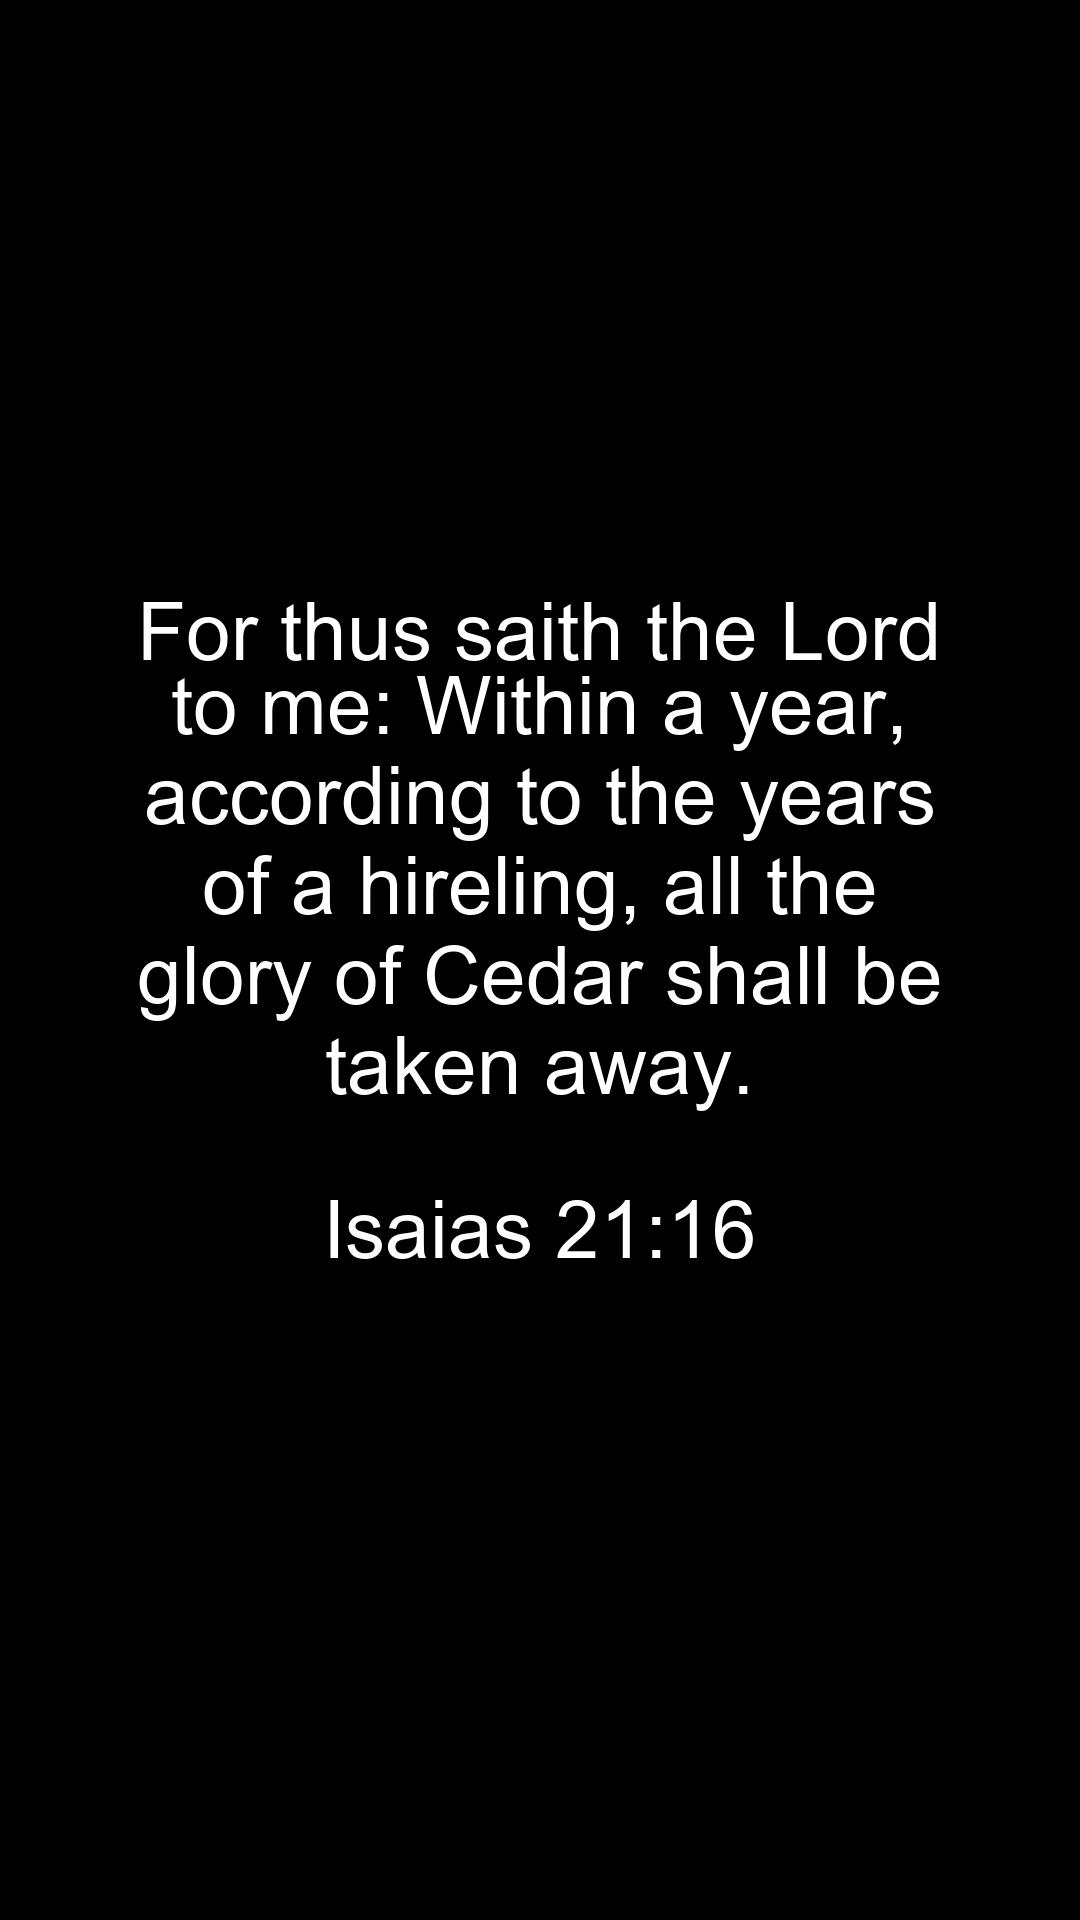 For thus saith the Lord
to me: Within a year,
according to the years
of a hireling, all the
glory of Cedar shall be
taken away.
Isaias 21:16